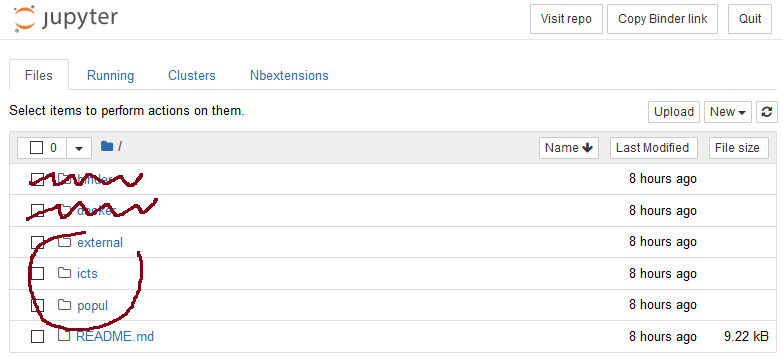 jupyter
Visit repo Copy Binder link Quit
Files Running Clusters Nbextensions
Select items to perform actions on them.
Upload New
0 / Name Last Modified File size
binder 8 hours ago
docker 8 hours ago
external 8 hours ago
icts 8 hours ago
popul 8 hours ago
README.md 8 hours ago 9.22 kB